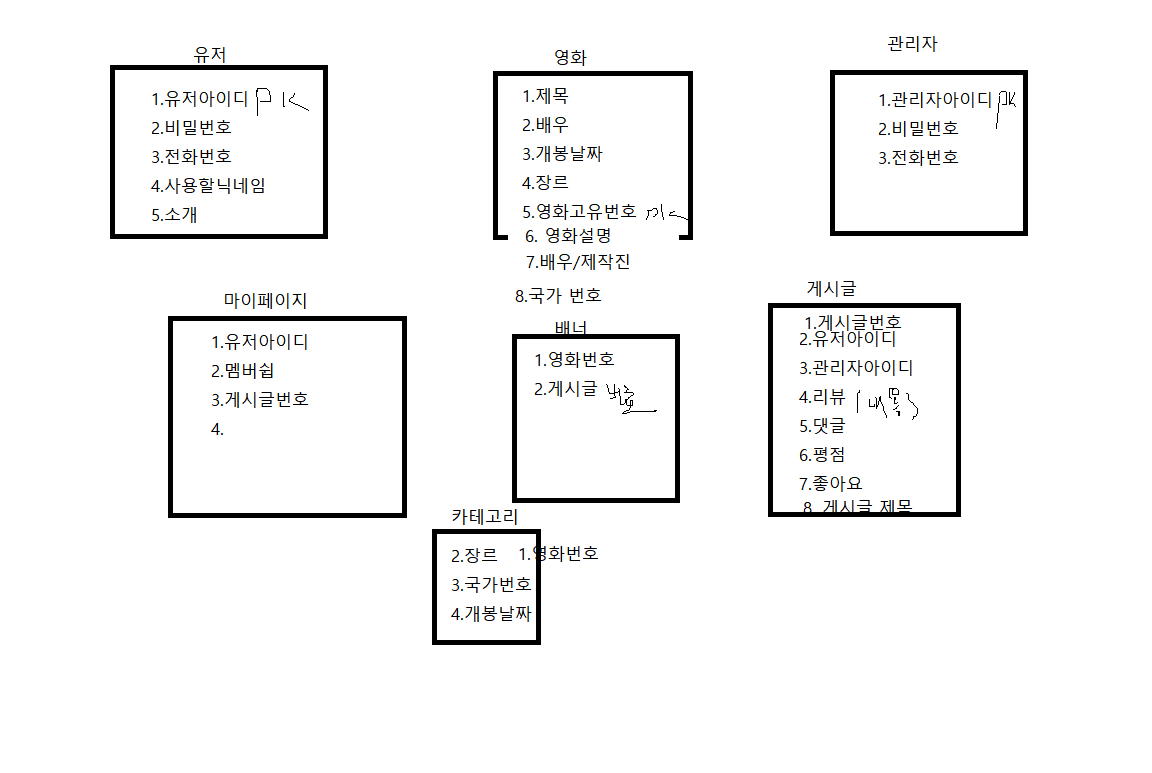 유저
1.유저아이디 PK
2.비밀번호
3.전화번호
4.사용할닉네임
5.소개
영화
1.제목
2.배우
3.개봉날짜
4.장르
5.영화고유번호
6. 영화설명
7.배우/제작진
8.국가 번호
관리자
1.관리자아이디 PK
2.비밀번호
3.전화번호
마이페이지
1.유저아이디
2.멤버쉽
3.게시글번호
4.
배너
1.영화번호
2.게시글
게시글
1.게시글번호
2.유저아이디
3.관리자아이디
4.리뷰 (내용)
5.댓글
6.평점
7.좋아요
8. 게시글 제목
카테고리
1.영화번호
2.장르
3.국가번호
4.개봉날짜